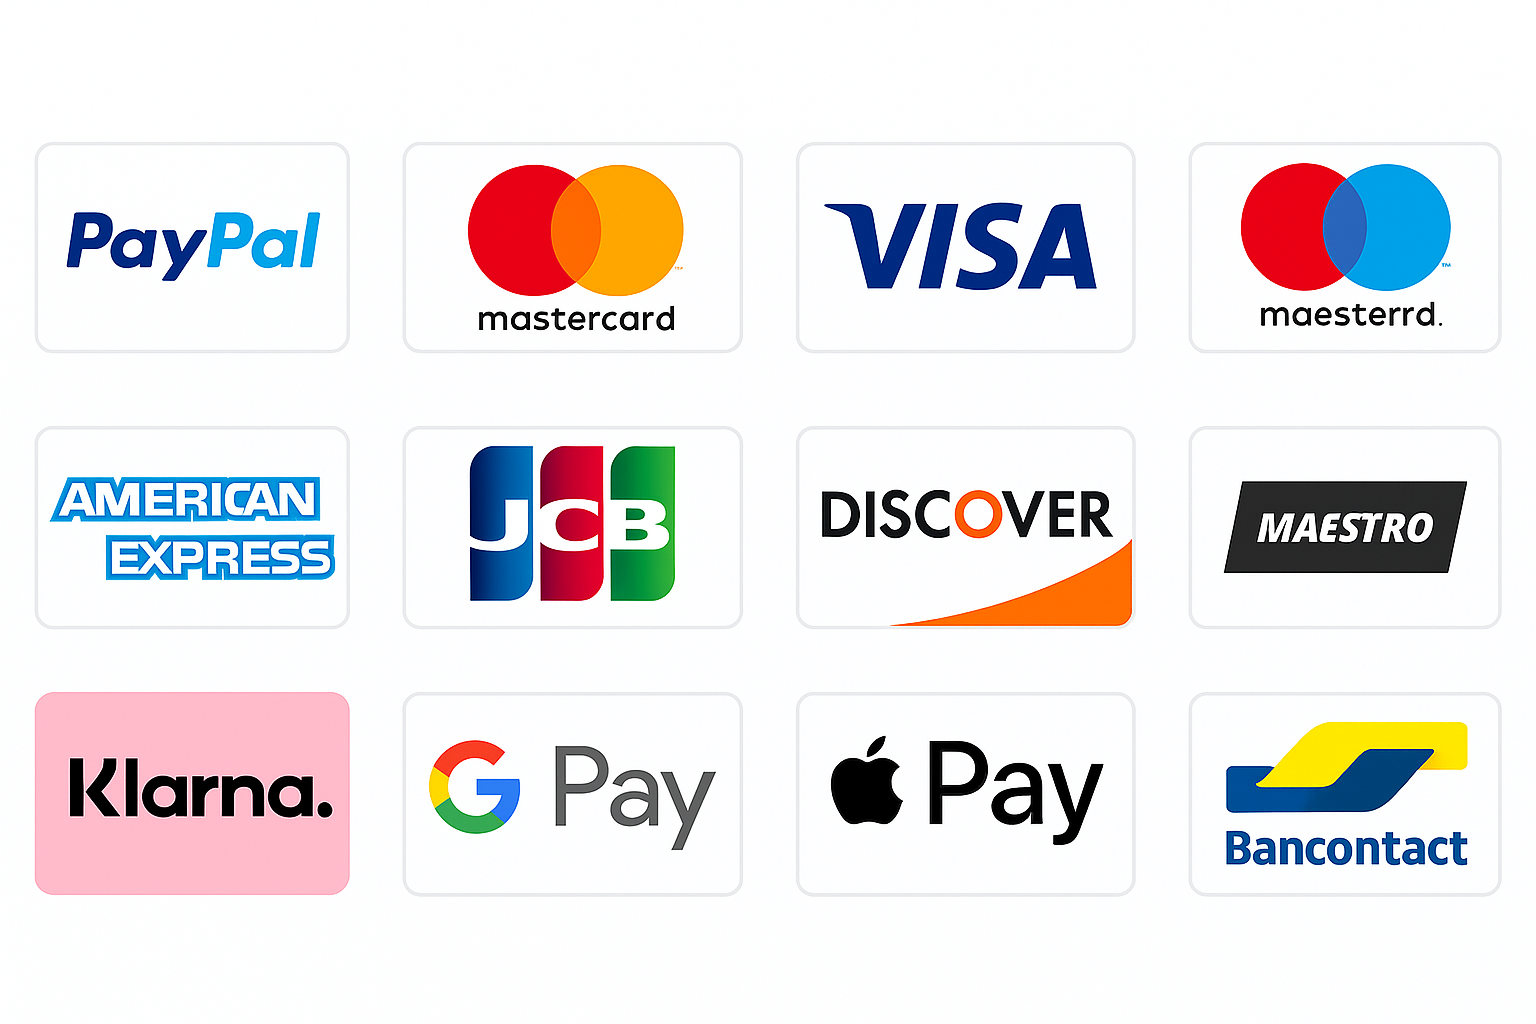 PayPal
mastercard
VISA
maesterrd.
AMERICAN
EXPRESS
JCB
DISCOVER
MAESTRO
Klarna.
G Pay
Pay
Bancontact